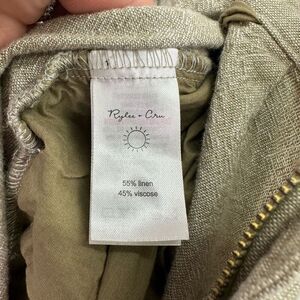 Rylee + Cru
55% linen
45% viscose